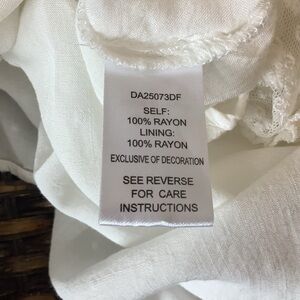 DA25073DF
SELF:
100% RAYON
LINING:
100% RAYON
EXCLUSIVE OF DECORATION
SEE REVERSE
FOR CARE
INSTRUCTIONS